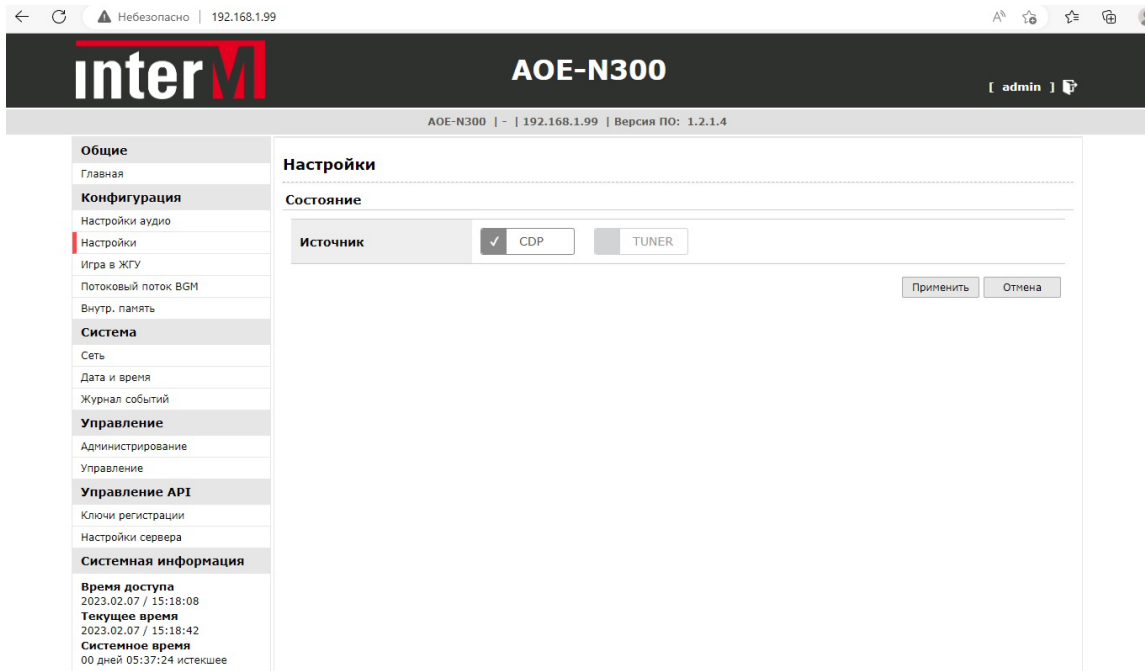 Небезопасно | 192.168.1.99
interM
AOE-N300
[ admin ]
AOE-N300 | - | 192.168.1.99 | Версия ПО: 1.2.1.4
Общие
Главная
Конфигурация
Настройки аудио
Настройки
Игра в ЖГУ
Потоковый поток BGM
Внутр. память
Система
Сеть
Дата и время
Журнал событий
Управление
Администрирование
Управление
Управление API
Ключи регистрации
Настройки сервера
Системная информация
Время доступа
2023.02.07 / 15:18:08
Текущее время
2023.02.07 / 15:18:42
Системное время
00 дней 05:37:24 истекшее
Настройки
Состояние
Источник
CDP
TUNER
Применить
Отмена